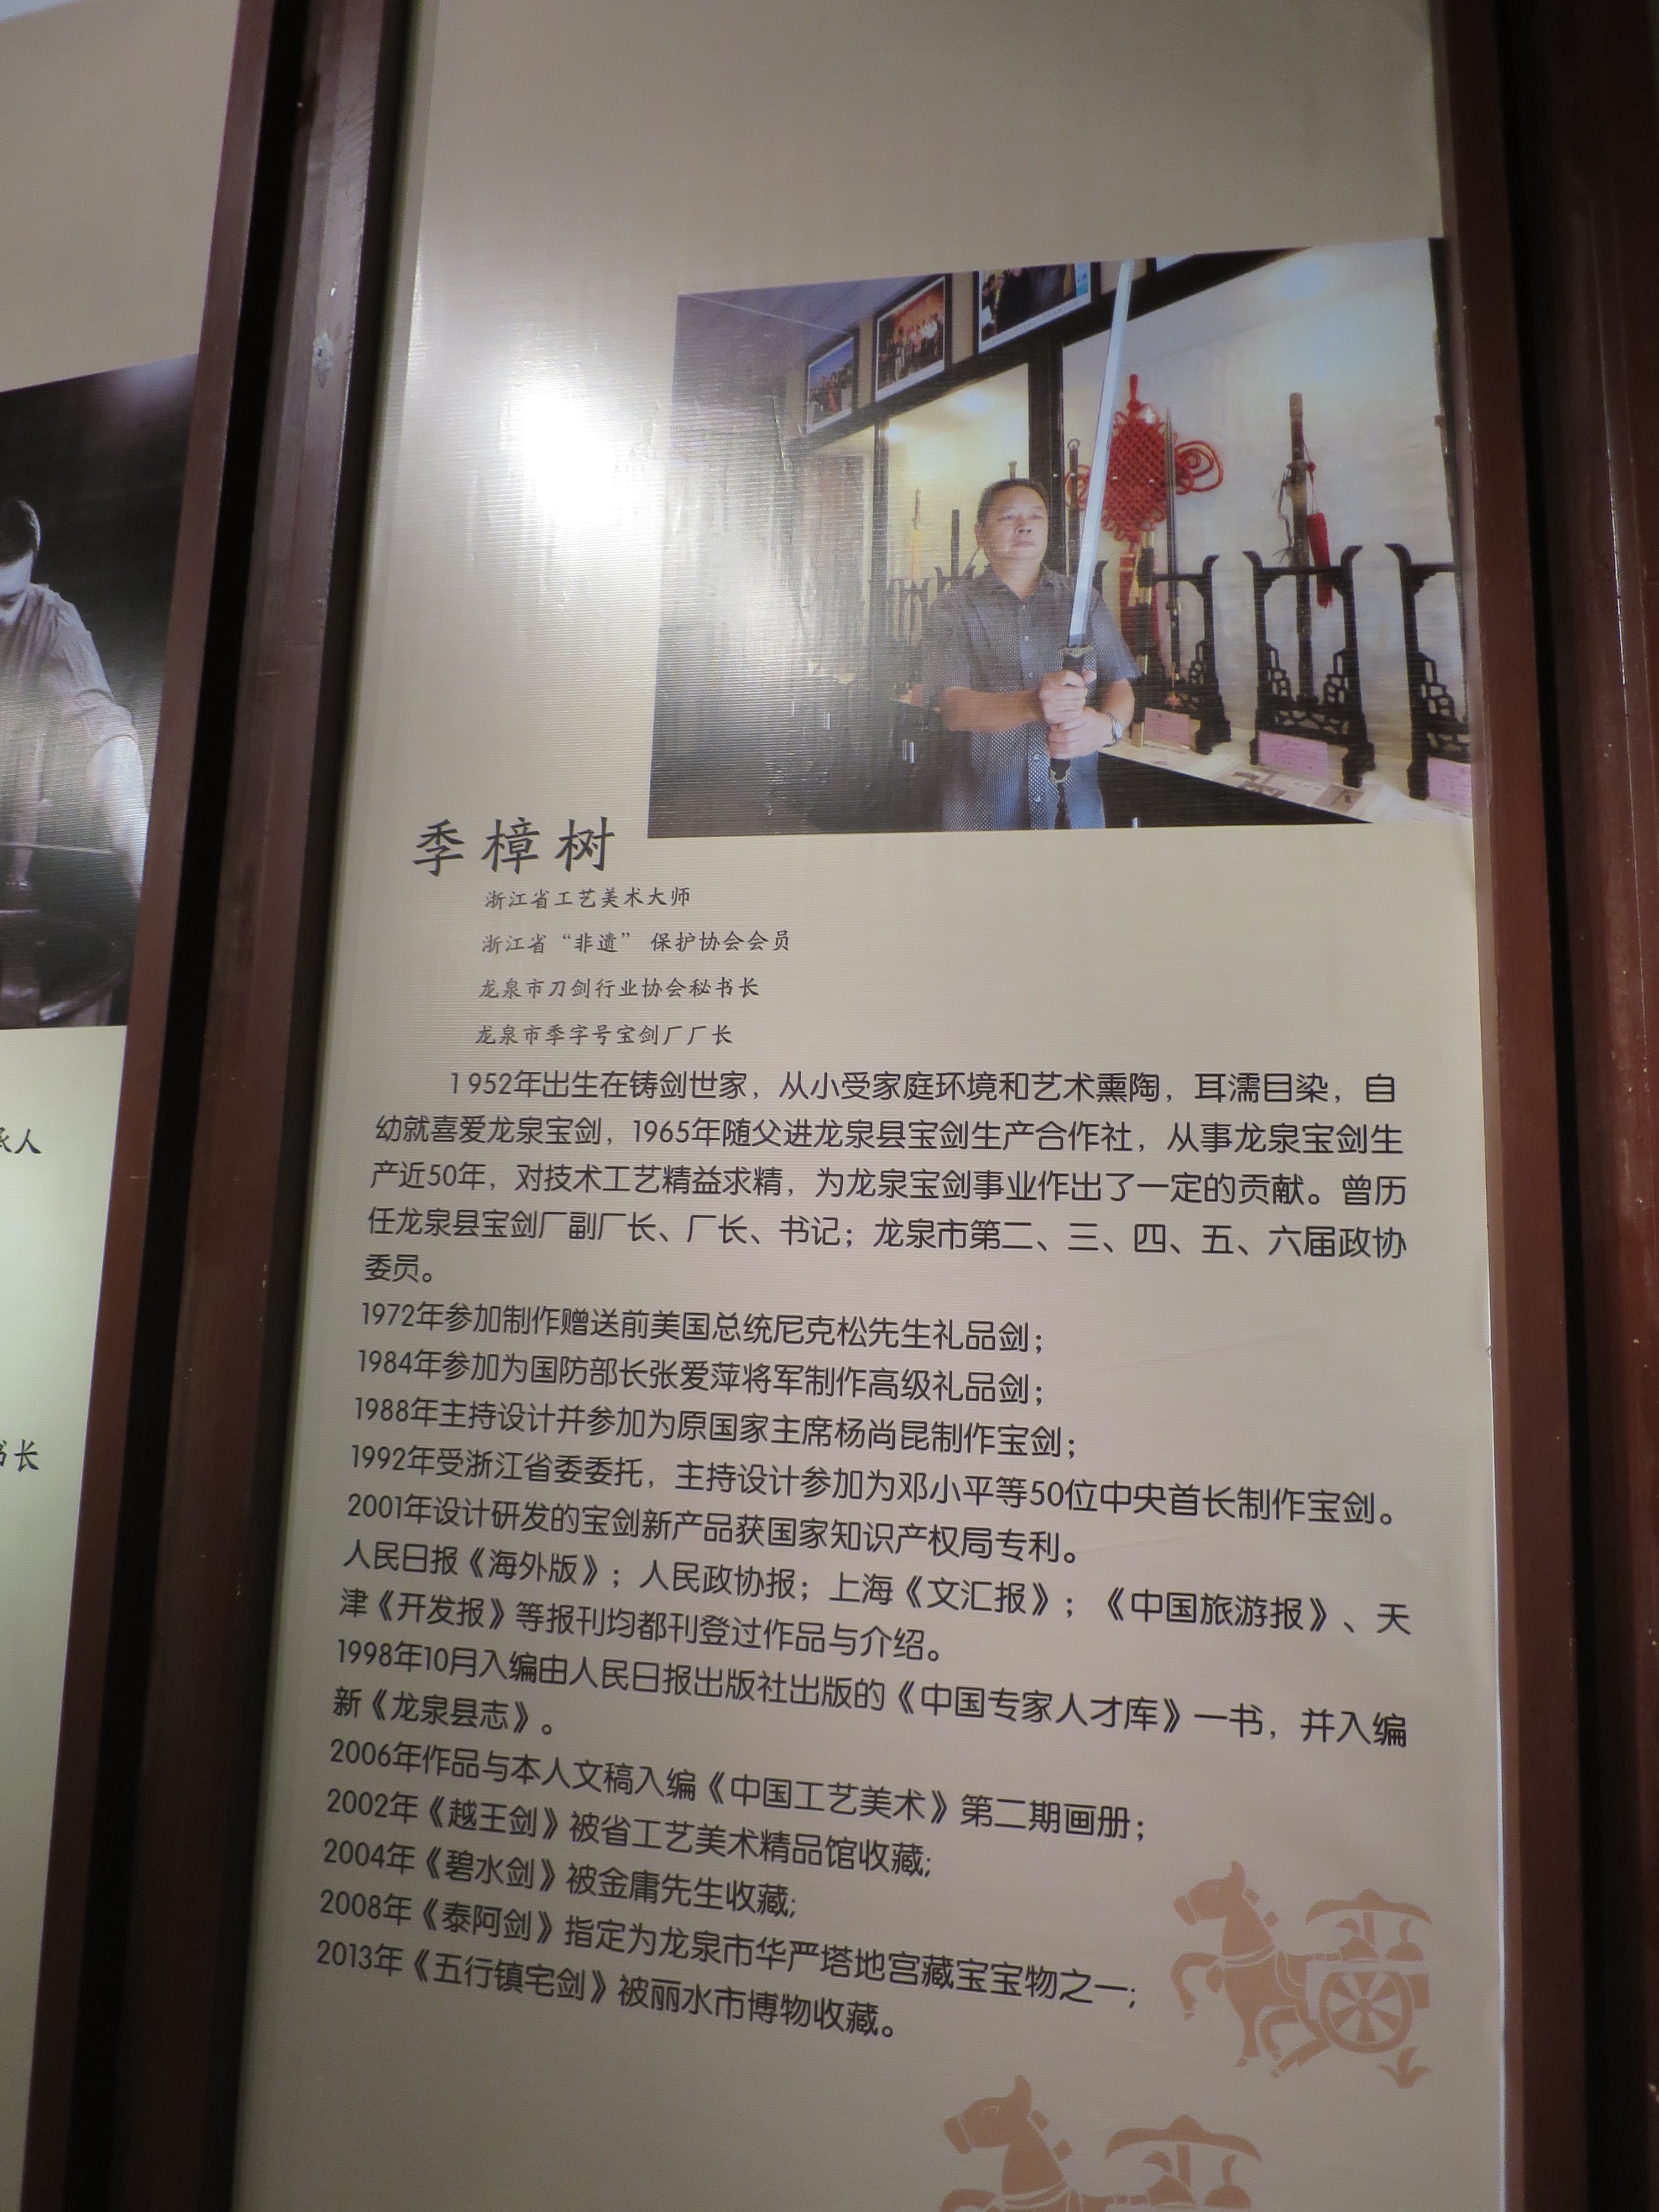 承人
书长
季樟树
浙江省工艺美术大师
浙江省“非遗” 保护协会会员
龙泉市刀剑行业协会秘书长
龙泉市季字号宝剑厂厂长
1952年出生在铸剑世家，从小受家庭环境和艺术熏陶，耳濡目染，自
幼就喜爱龙泉宝剑，1965年随父进龙泉县宝剑生产合作社，从事龙泉宝剑生
产近50年，对技术工艺精益求精，为龙泉宝剑事业作出了一定的贡献。曾历
任龙泉县宝剑厂副厂长、厂长、书记；龙泉市第二、三、四、五、六届政协
委员。
1972年参加制作赠送前美国总统尼克松先生礼品剑；
1984年参加为国防部长张爱萍将军制作高级礼品剑；
1988年主持设计并参加为原国家主席杨尚昆制作宝剑；
1992年受浙江省委委托，主持设计参加为邓小平等50位中央首长制作宝剑。
2001年设计研发的宝剑新产品获国家知识产权局专利。
人民日报《海外版》；人民政协报；上海《文汇报》；《中国旅游报》、天
津《开发报》等报刊均都刊登过作品与介绍。
1998年10月入编由人民日报出版社出版的《中国专家人才库》一书，并入编
新《龙泉县志》。
2006年作品与本人文稿入编《中国工艺美术》第二期画册；
2002年《越王剑》被省工艺美术精品馆收藏;
2004年《碧水剑》被金庸先生收藏;
2008年《泰阿剑》指定为龙泉市华严塔地宫藏宝宝物之一;
2013年《五行镇宅剑》被丽水市博物收藏。